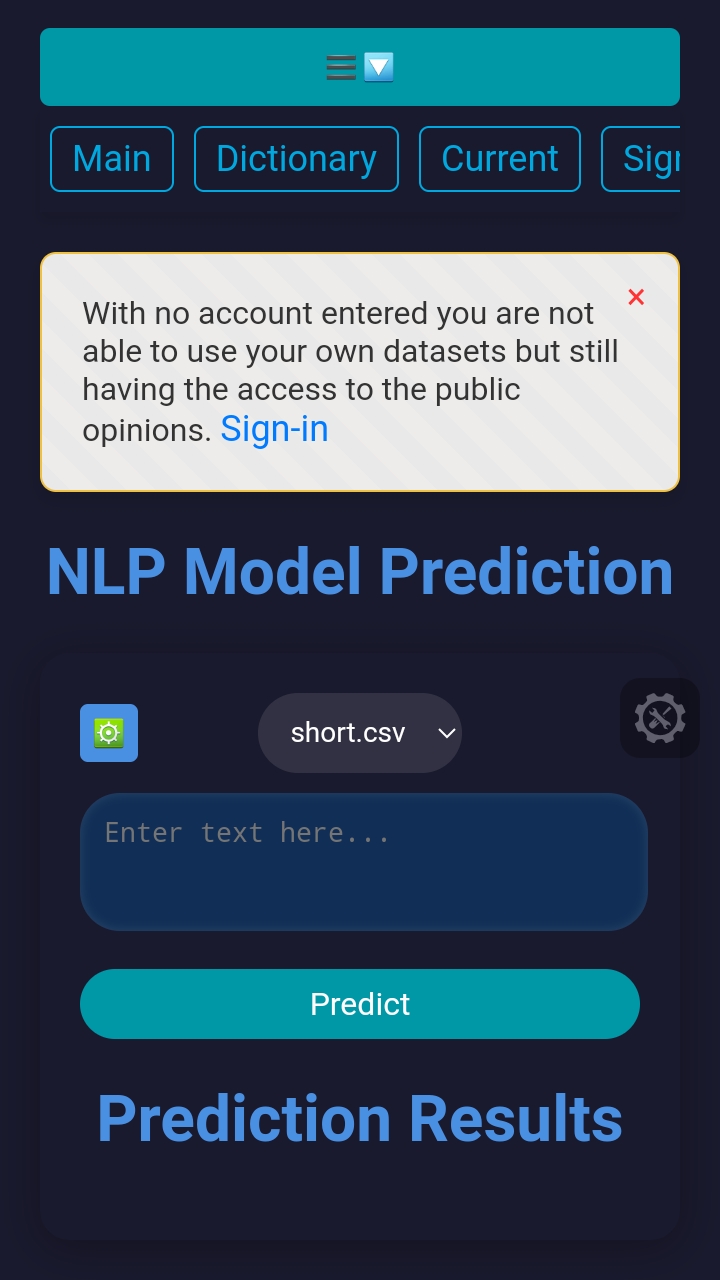 Main Dictionary Current Sign
With no account entered you are not
able to use your own datasets but still
having the access to the public
opinions. Sign-in
NLP Model Prediction
short.csv
Enter text here...
Predict
Prediction Results